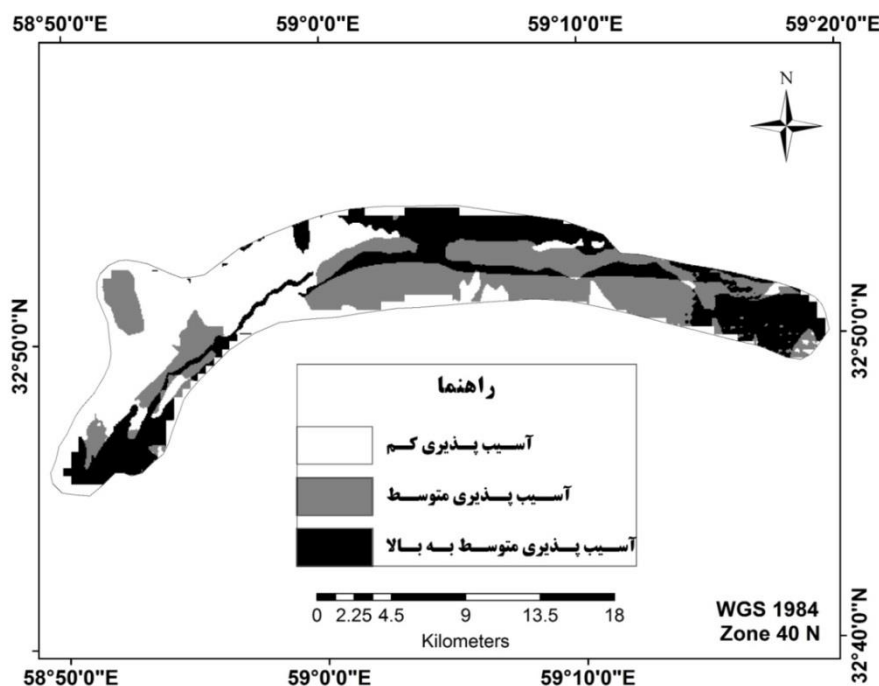 58°50'0"E 59°0'0"E 59°10'0"E 59°20'0"E
N
32°50'0"N 32°50'0"N
راهنما
آسیب پذیری کم
آسیب پذیری متوسط
آسیب پذیری متوسط به بالا
0 2.25 4.5 9 13.5 18
Kilometers
WGS 1984
Zone 40 N
32°40'0"N
58°50'0"E 59°0'0"E 59°10'0"E